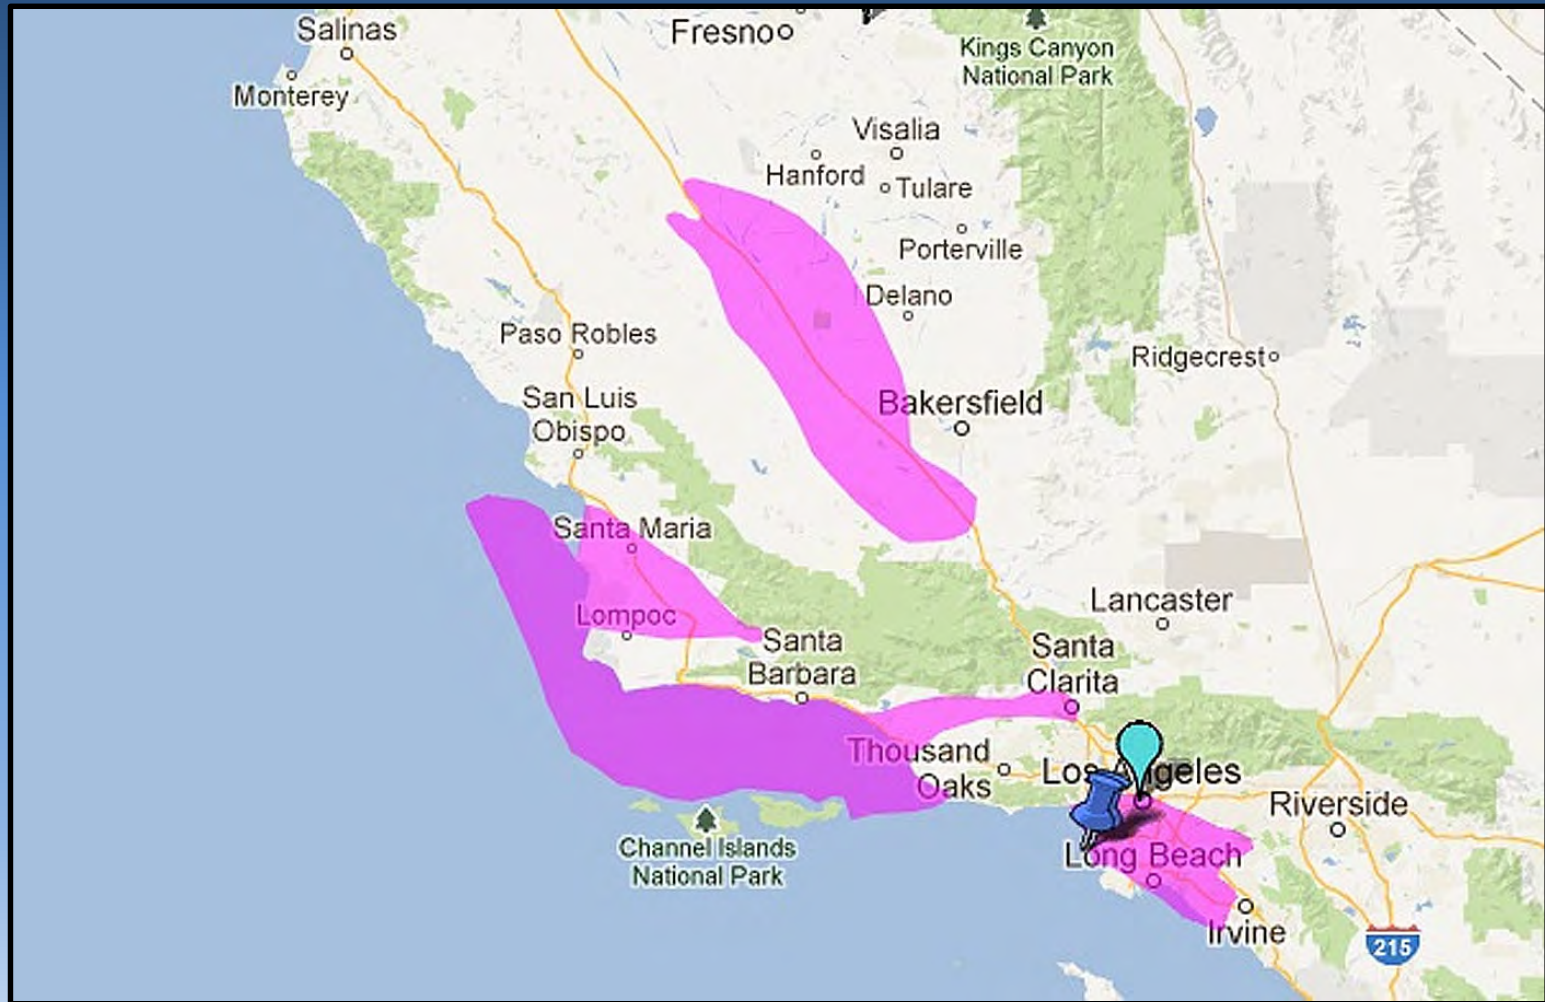 Salinas
Fresno
Kings Canyon
National Park
Monterey
Visalia
Hanford
Tulare
Porterville
Delano
Paso Robles
Ridgecrest
San Luis
Obispo
Bakersfield
Santa Maria
Lancaster
Lompoc
Santa
Barbara
Santa
Clarita
Thousand
Oaks
Los Angeles
Riverside
Channel Islands
National Park
Long Beach
Irvine
215